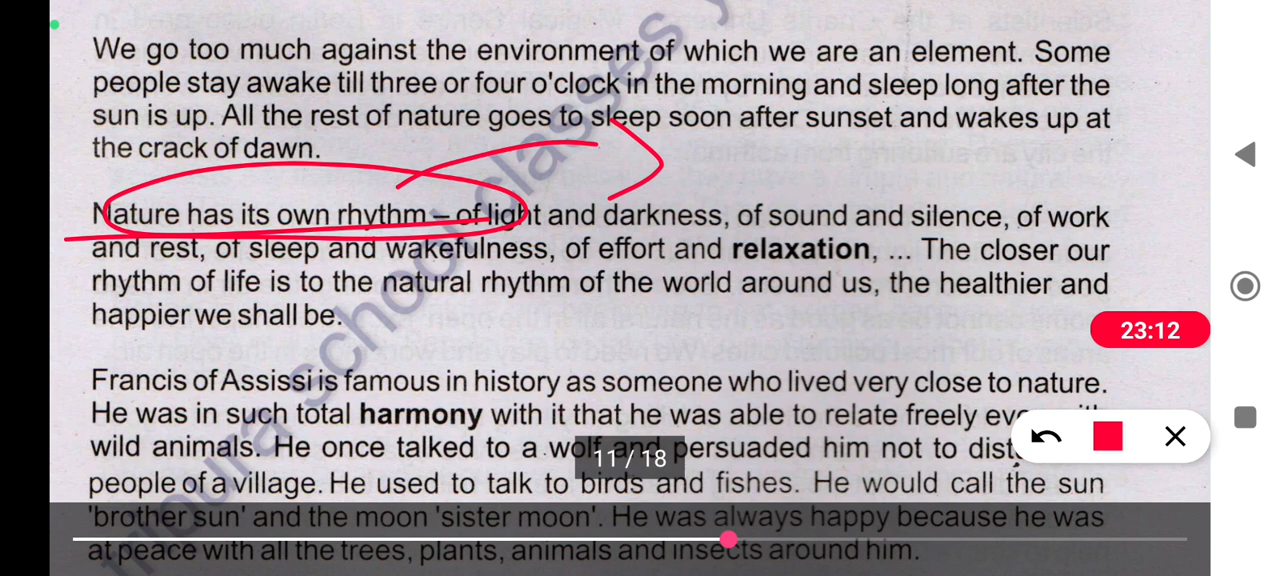 We go too much against the environment of which we are an element. Some
people stay awake till three or four o'clock in the morning and sleep long after the
sun is up. All the rest of nature goes to sleep soon after sunset and wakes up at
the crack of dawn.
Nature has its own rhythm – of light and darkness, of sound and silence, of work
and rest, of sleep and wakefulness, of effort and relaxation, ... The closer our
rhythm of life is to the natural rhythm of the world around us, the healthier and
happier we shall be.
23:12
Francis of Assissi is famous in history as someone who lived very close to nature.
He was in such total harmony with it that he was able to relate freely
wild animals. He once talked to a wolf and persuaded him not to
11 / 18
people of a village. He used to talk to birds and fishes. He would call the sun
'brother sun' and the moon 'sister moon'. He was always happy because he was
at peace with all the trees, plants, animals and insects around him.
tripura school classes